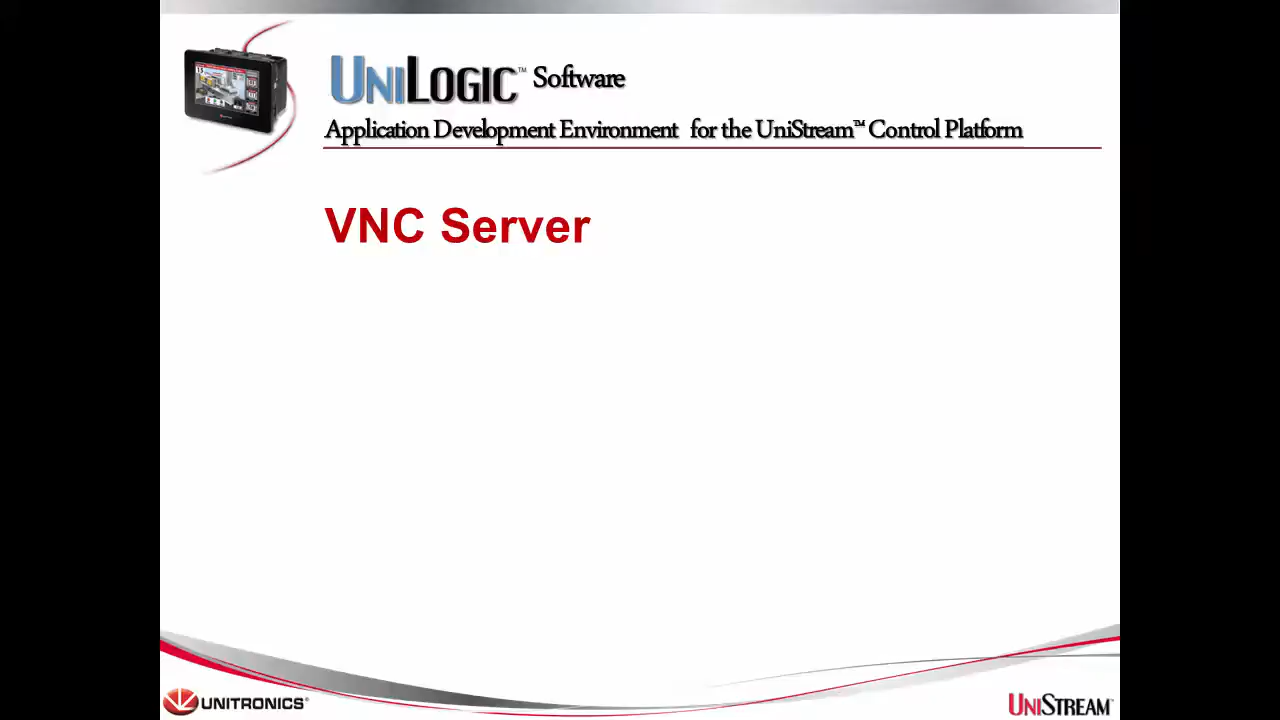 UNILOGIC™ Software
Application Development Environment for the UniStream™ Control Platform
VNC Server
UNITRONICS®
UNISTREAM™